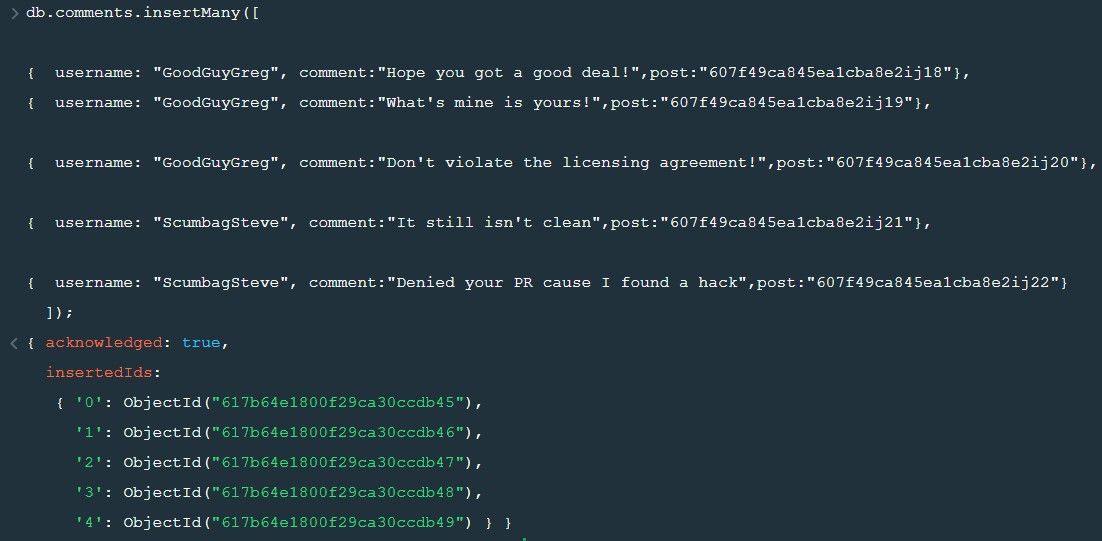 > db.comments.insertMany([
{  username: "GoodGuyGreg", comment:"Hope you got a good deal!",post:"607f49ca845ea1cba8e2ij18"},
{  username: "GoodGuyGreg", comment:"What's mine is yours!",post:"607f49ca845ea1cba8e2ij19"},
{  username: "GoodGuyGreg", comment:"Don't violate the licensing agreement!",post:"607f49ca845ea1cba8e2ij20"},
{  username: "ScumbagSteve", comment:"It still isn't clean",post:"607f49ca845ea1cba8e2ij21"},
{  username: "ScumbagSteve", comment:"Denied your PR cause I found a hack",post:"607f49ca845ea1cba8e2ij22"}
]);
< { acknowledged: true,
insertedIds:
{ '0': ObjectId("617b64e1800f29ca30ccdb45"),
'1': ObjectId("617b64e1800f29ca30ccdb46"),
'2': ObjectId("617b64e1800f29ca30ccdb47"),
'3': ObjectId("617b64e1800f29ca30ccdb48"),
'4': ObjectId("617b64e1800f29ca30ccdb49") } }